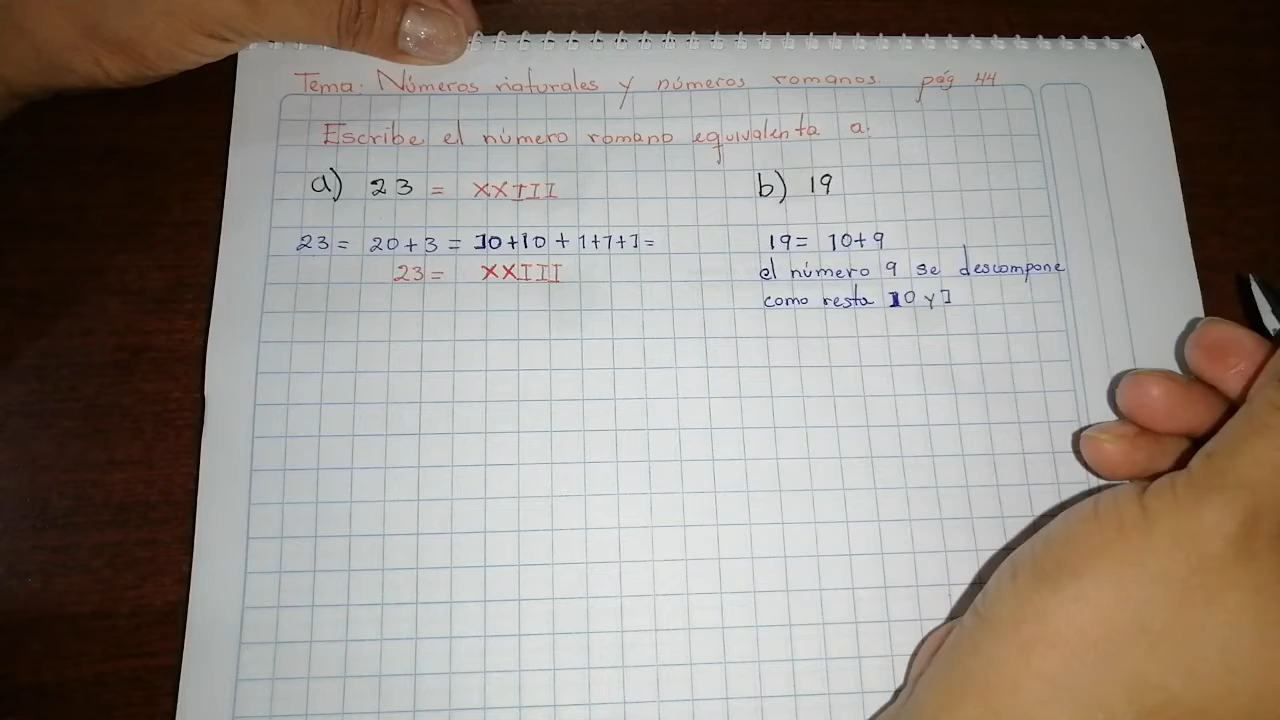 Tema: Números naturales y números romanos. pág 44
Escribe el número romano equivalenta a:
a) 23 = XXIII
23 = 20+3 = 10+10 + 1+1+1 =
23 = XXIII
b) 19
19 = 10+9
el número 9 se descompone
como resta 10 y 1